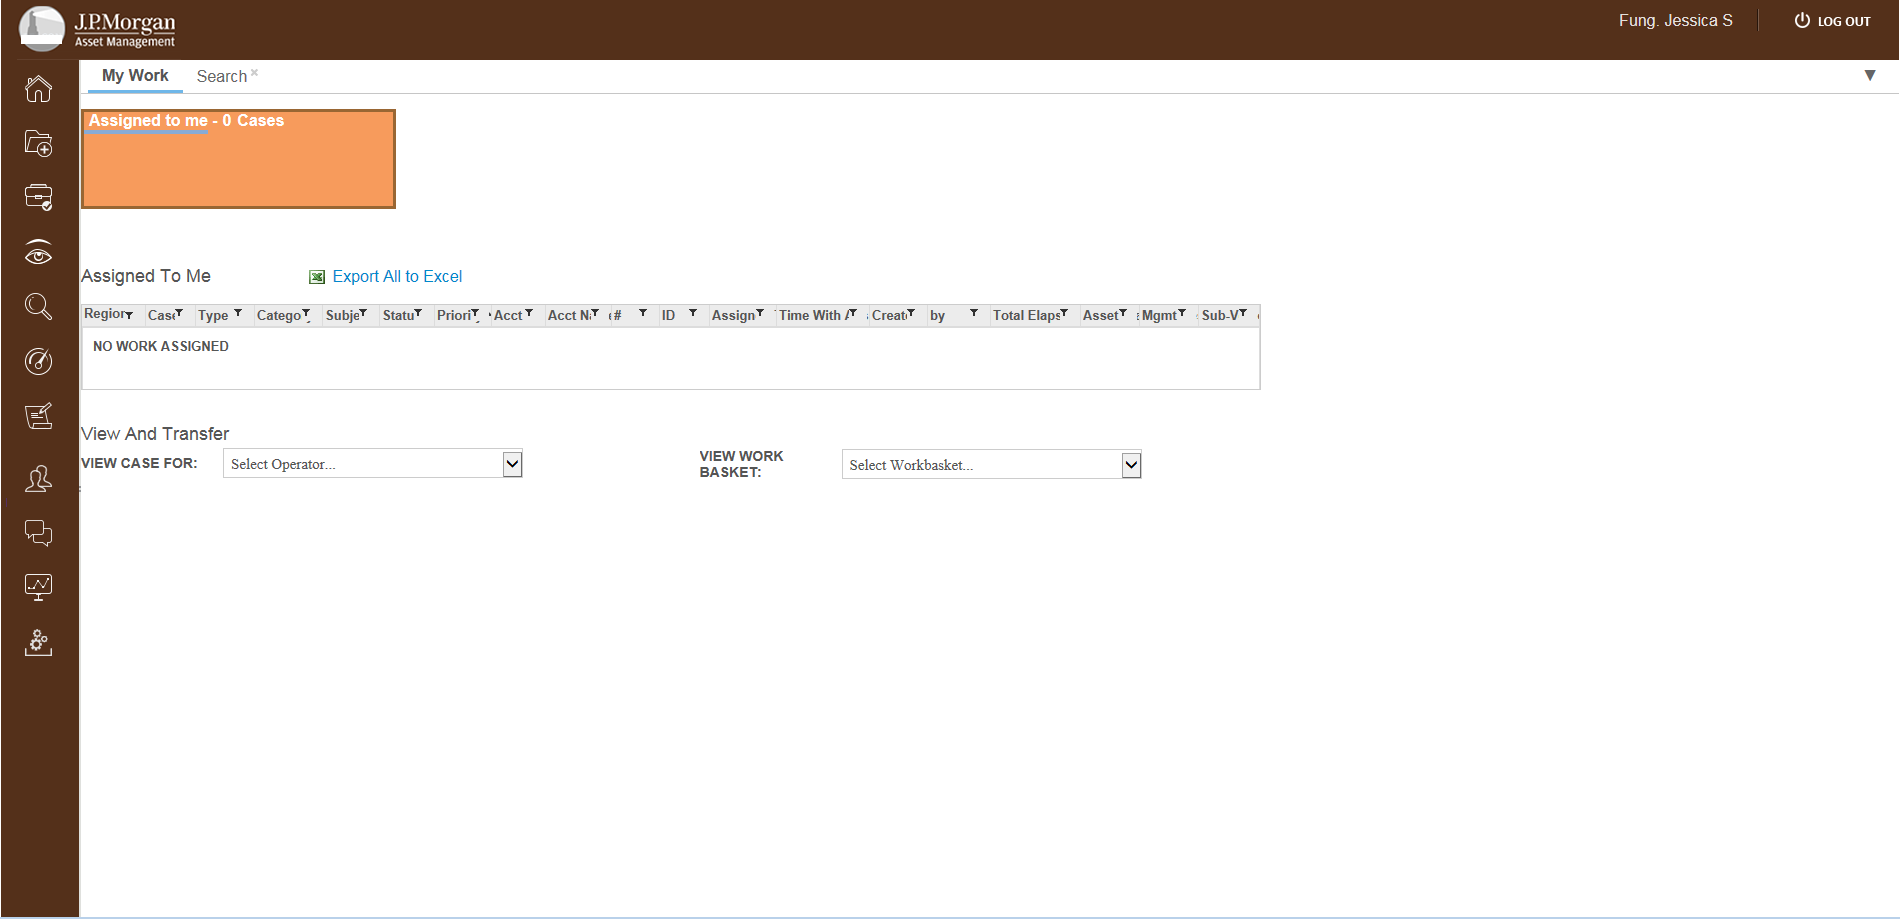 J.P.Morgan
Asset Management
Fung. Jessica S
LOG OUT
My Work
Search ×
Assigned to me - 0 Cases
Assigned To Me
Export All to Excel
Region Case Type Catego Subje Statu Priori Acct Acct N # ID Assign Time With A Create by Total Elaps Asset Mgmt Sub-V
NO WORK ASSIGNED
View And Transfer
VIEW CASE FOR:
Select Operator...
VIEW WORK
BASKET:
Select Workbasket...